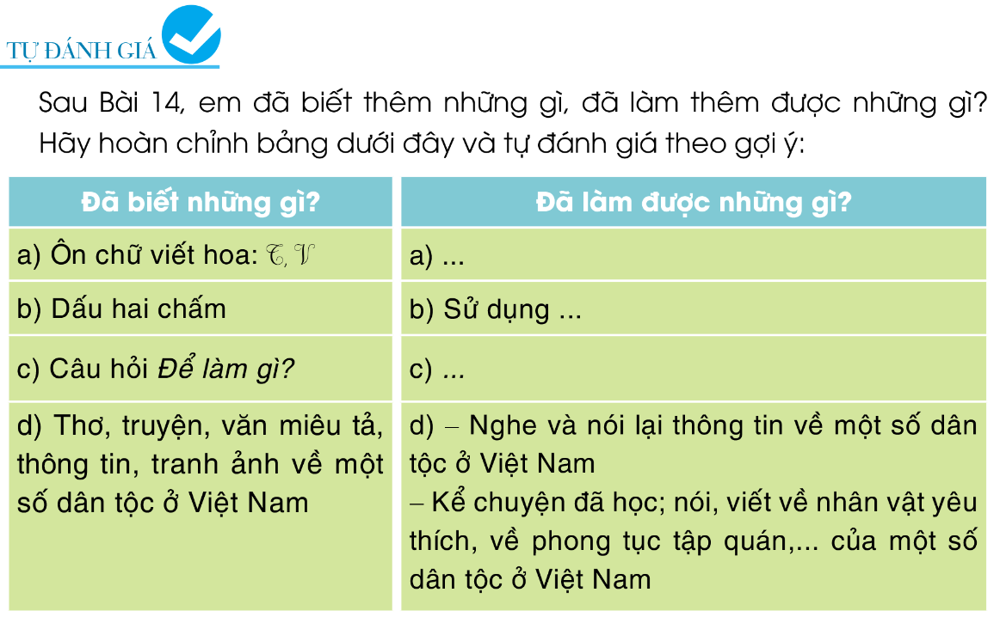 TỰ ĐÁNH GIÁ
Sau Bài 14, em đã biết thêm những gì, đã làm thêm được những gì?
Hãy hoàn chỉnh bảng dưới đây và tự đánh giá theo gợi ý:
Đã biết những gì?
Đã làm được những gì?
a) Ôn chữ viết hoa: T, V
a) ...
b) Dấu hai chấm
b) Sử dụng ...
c) Câu hỏi Để làm gì?
c) ...
d) Thơ, truyện, văn miêu tả,
thông tin, tranh ảnh về một
số dân tộc ở Việt Nam
d) – Nghe và nói lại thông tin về một số dân
tộc ở Việt Nam
– Kể chuyện đã học; nói, viết về nhân vật yêu
thích, về phong tục tập quán,... của một số
dân tộc ở Việt Nam